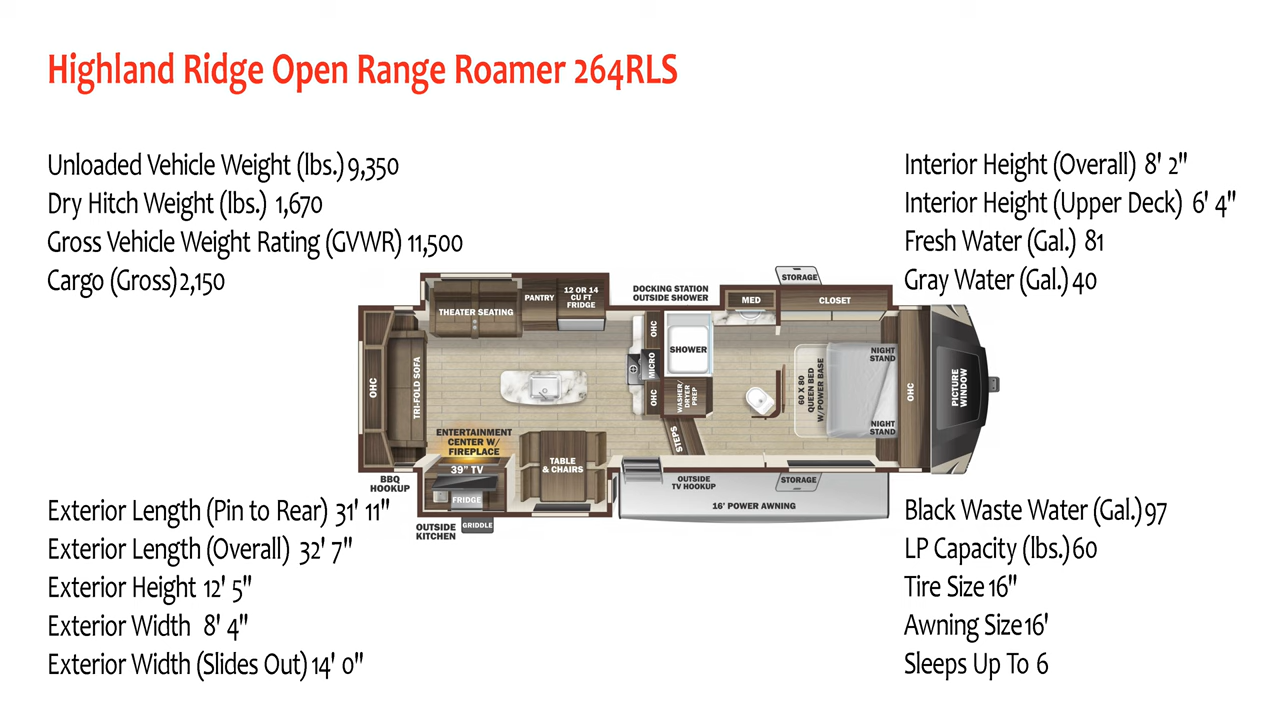 Highland Ridge Open Range Roamer 264RLS
Unloaded Vehicle Weight (lbs.) 9,350
Dry Hitch Weight (lbs.) 1,670
Gross Vehicle Weight Rating (GVWR) 11,500
Cargo (Gross) 2,150
Interior Height (Overall) 8' 2"
Interior Height (Upper Deck) 6' 4"
Fresh Water (Gal.) 81
Gray Water (Gal.) 40
THEATER SEATING
PANTRY
12 OR 14
CU FT
FRIDGE
DOCKING STATION
OUTSIDE SHOWER
STORAGE
MED
CLOSET
OHC
TRI-FOLD SOFA
OHC
MICRO
OHC
SHOWER
WASHER/
DRYER
PREP
STEPS
60 X 80
QUEEN BED
W/POWER BASE
NIGHT
STAND
NIGHT
STAND
OHC
PICTURE
WINDOW
ENTERTAINMENT
CENTER W/
FIREPLACE
39" TV
FRIDGE
TABLE
& CHAIRS
BBQ
HOOKUP
OUTSIDE
KITCHEN
GRIDDLE
OUTSIDE
TV HOOKUP
STORAGE
16' POWER AWNING
Exterior Length (Pin to Rear) 31' 11"
Exterior Length (Overall) 32' 7"
Exterior Height 12' 5"
Exterior Width 8' 4"
Exterior Width (Slides Out) 14' 0"
Black Waste Water (Gal.) 97
LP Capacity (lbs.) 60
Tire Size 16"
Awning Size 16'
Sleeps Up To 6